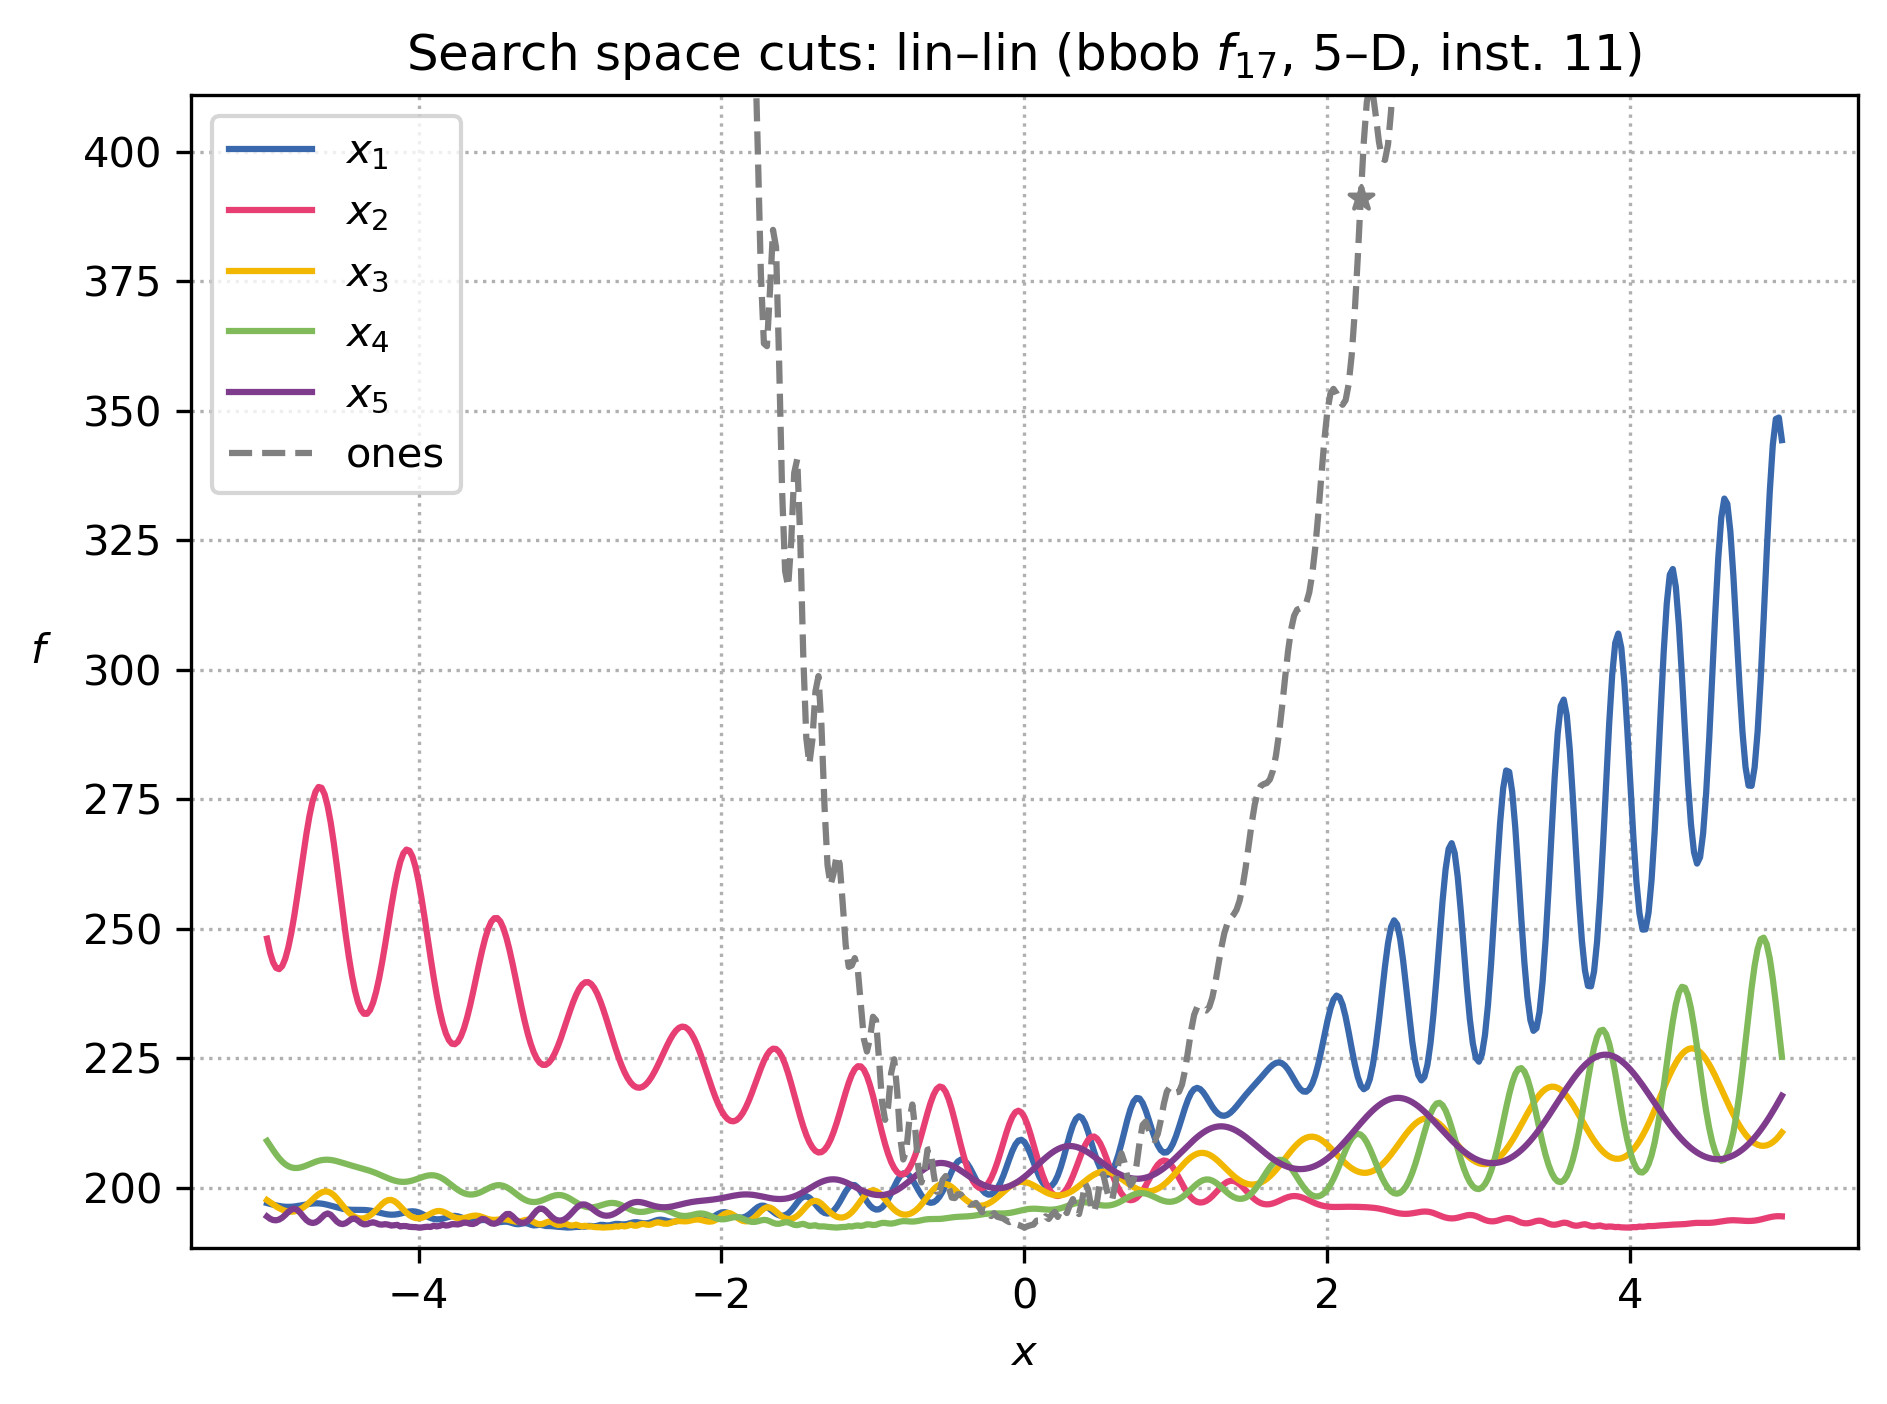 Search space cuts: lin–lin (bbob f₁₇, 5–D, inst. 11)
x₁
x₂
x₃
x₄
x₅
ones
400
375
350
325
300
275
250
225
200
f
−4 −2 0 2 4
x